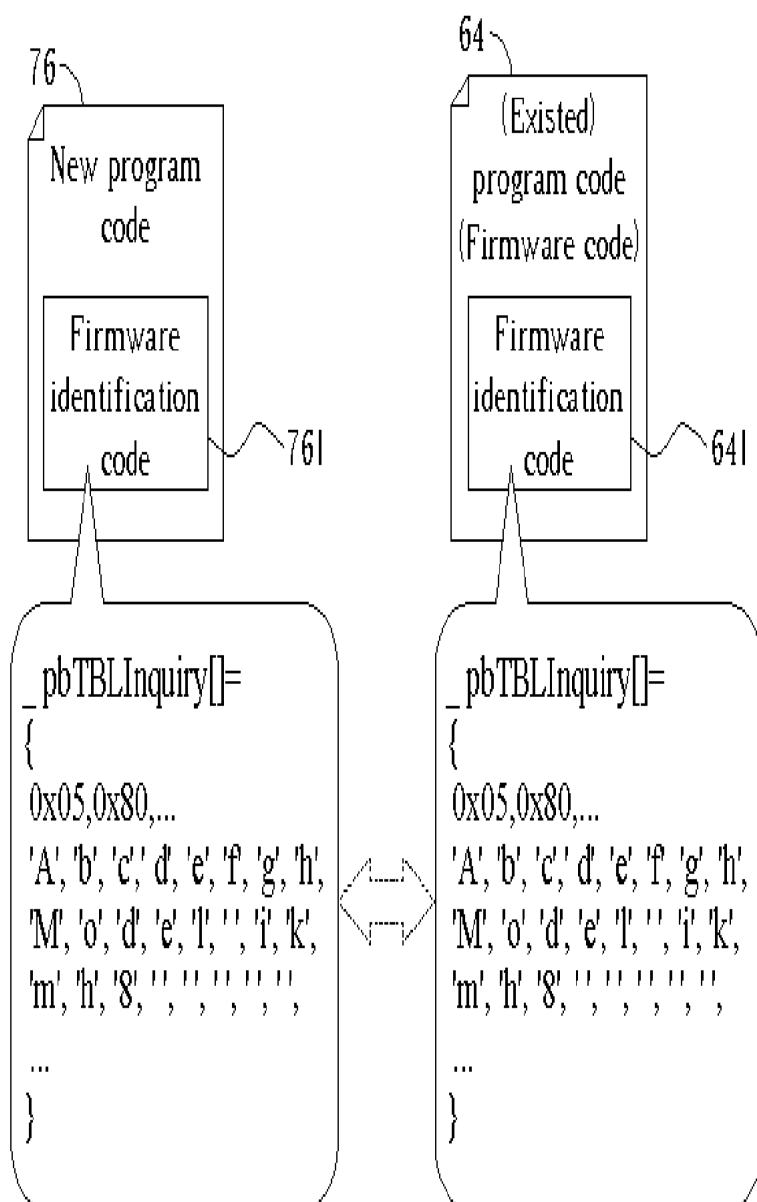 76
New program
code
Firmware
identification
code
761
_pbTBLInquiry[]=
{
0x05,0x80,...
'A', 'b', 'c',' d', 'e', 'f', 'g', 'h',
'M', 'o', 'd', 'e', 'l', ' ', 'i', 'k',
'm', 'h', '8', ' ', ' ', ' ', ' ', ' ',
...
}
64
(Existed)
program code
(Firmware code)
Firmware
identification
code
641
_pbTBLInquiry[]=
{
0x05,0x80,...
'A', 'b', 'c',' d', 'e', 'f', 'g', 'h',
'M', 'o', 'd', 'e', 'l', ' ', 'i', 'k',
'm', 'h', '8', ' ', ' ', ' ', ' ', ' ',
...
}